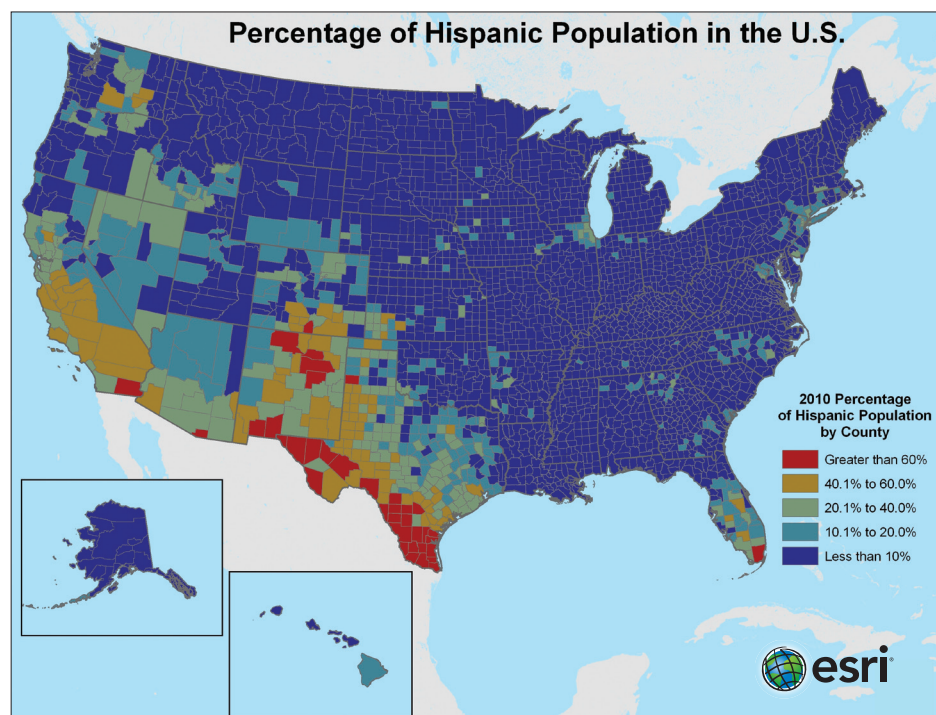 Percentage of Hispanic Population in the U.S.
2010 Percentage
of Hispanic Population
by County
Greater than 60%
40.1% to 60.0%
20.1% to 40.0%
10.1% to 20.0%
Less than 10%
esri